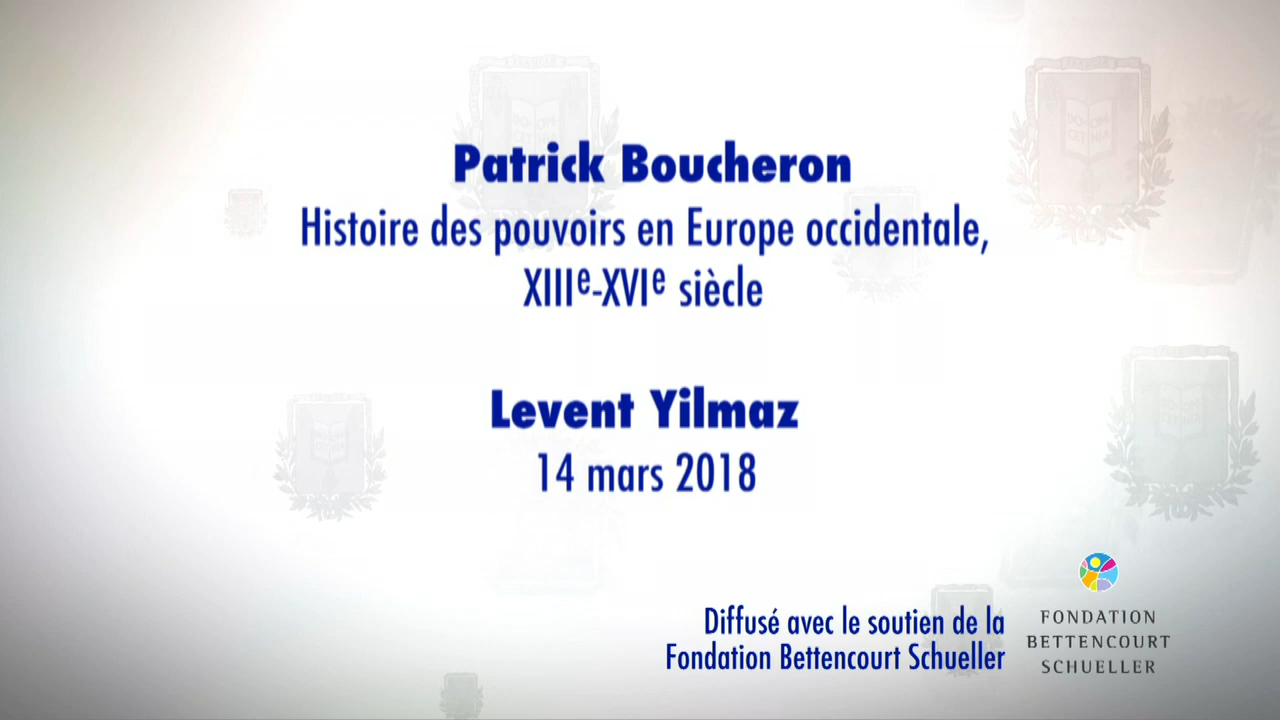 Patrick Boucheron
Histoire des pouvoirs en Europe occidentale,
XIIIe-XVIe siècle
Levent Yilmaz
14 mars 2018
Diffusé avec le soutien de la
Fondation Bettencourt Schueller
FONDATION
BETTENCOURT
SCHUELLER